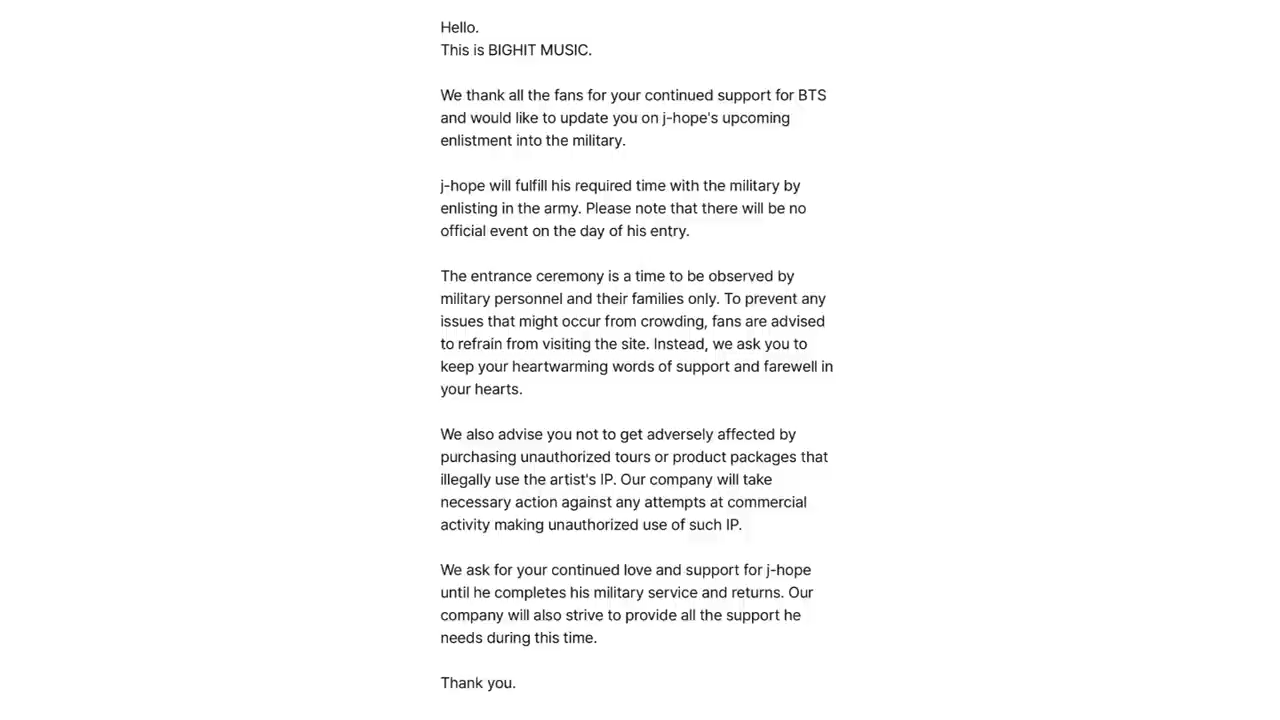 Hello.
This is BIGHIT MUSIC.
We thank all the fans for your continued support for BTS
and would like to update you on j-hope's upcoming
enlistment into the military.
j-hope will fulfill his required time with the military by
enlisting in the army. Please note that there will be no
official event on the day of his entry.
The entrance ceremony is a time to be observed by
military personnel and their families only. To prevent any
issues that might occur from crowding, fans are advised
to refrain from visiting the site. Instead, we ask you to
keep your heartwarming words of support and farewell in
your hearts.
We also advise you not to get adversely affected by
purchasing unauthorized tours or product packages that
illegally use the artist's IP. Our company will take
necessary action against any attempts at commercial
activity making unauthorized use of such IP.
We ask for your continued love and support for j-hope
until he completes his military service and returns. Our
company will also strive to provide all the support he
needs during this time.
Thank you.